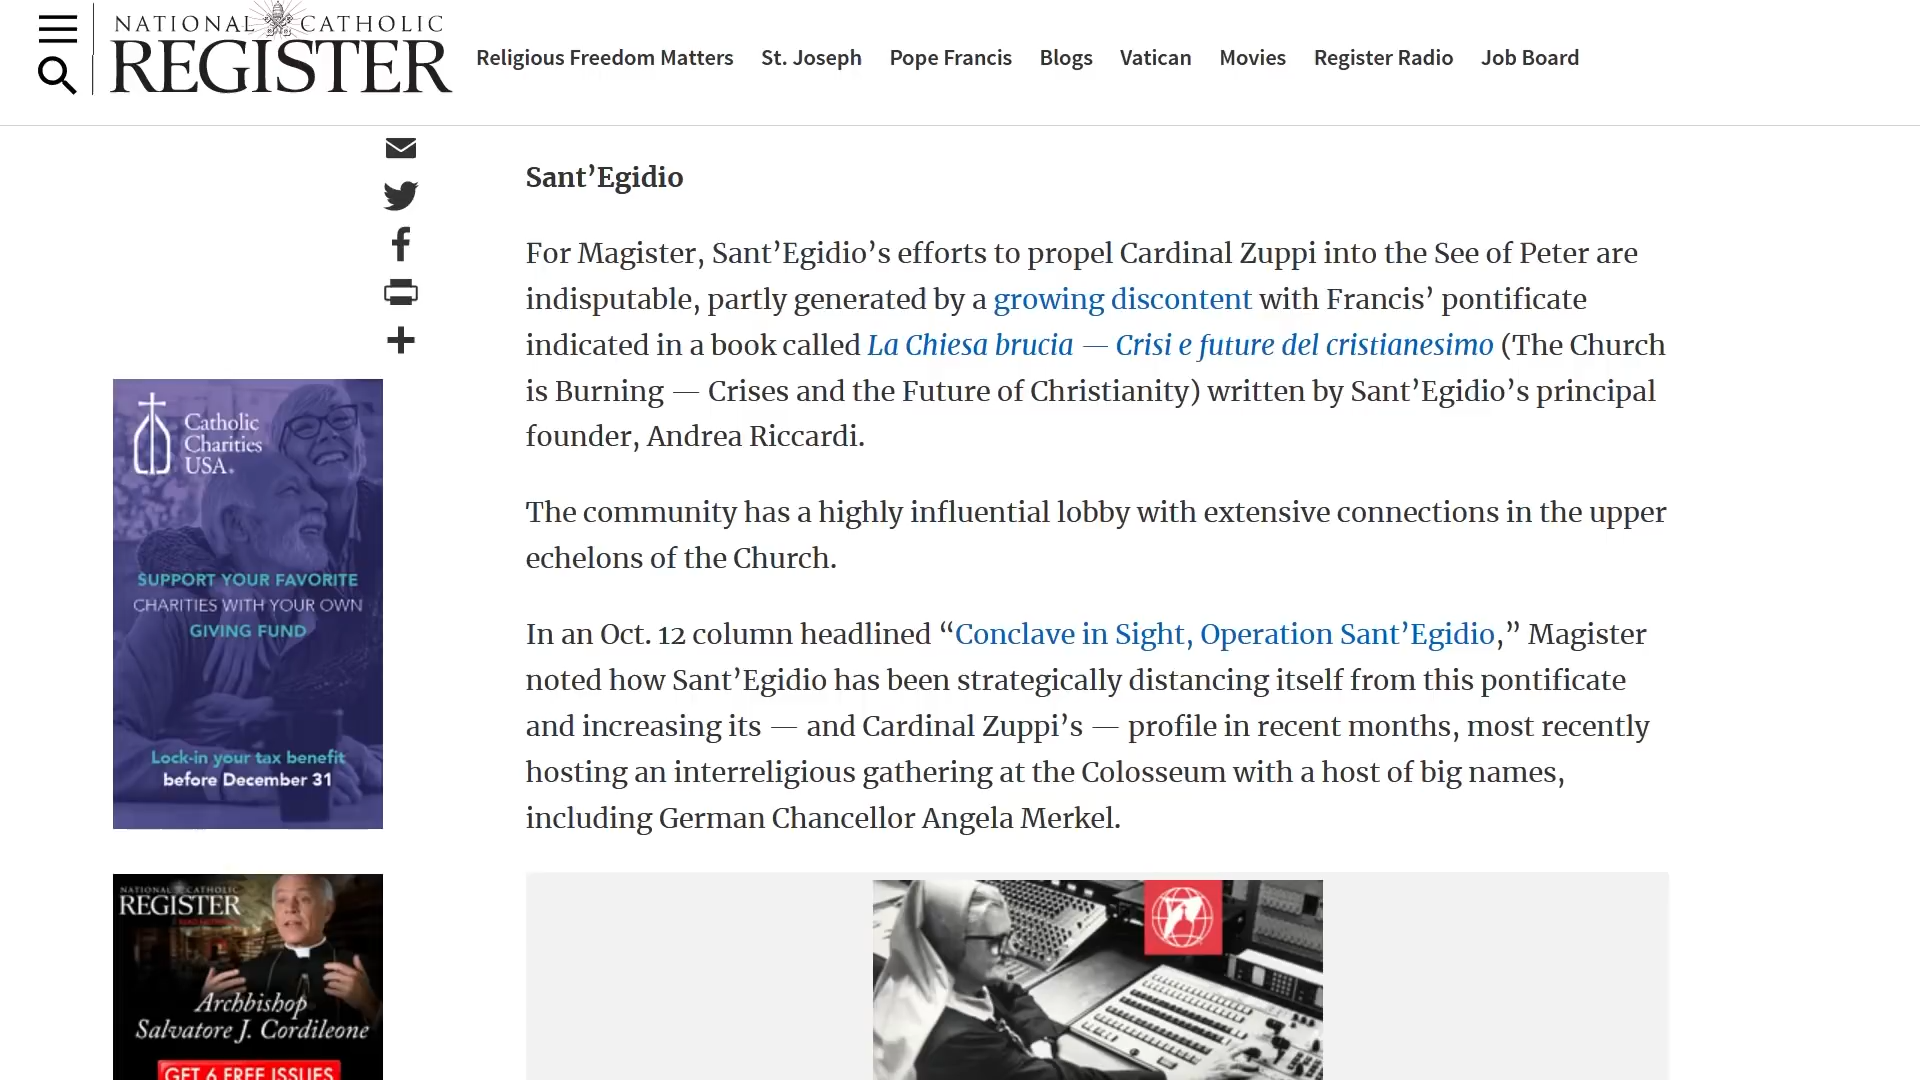 NATIONAL CATHOLIC
REGISTER
Religious Freedom Matters St. Joseph Pope Francis Blogs Vatican Movies Register Radio Job Board
Sant’Egidio
For Magister, Sant’Egidio’s efforts to propel Cardinal Zuppi into the See of Peter are
indisputable, partly generated by a growing discontent with Francis’ pontificate
indicated in a book called La Chiesa brucia — Crisi e future del cristianesimo (The Church
is Burning — Crises and the Future of Christianity) written by Sant’Egidio’s principal
founder, Andrea Riccardi.
The community has a highly influential lobby with extensive connections in the upper
echelons of the Church.
In an Oct. 12 column headlined “Conclave in Sight, Operation Sant’Egidio,” Magister
noted how Sant’Egidio has been strategically distancing itself from this pontificate
and increasing its — and Cardinal Zuppi’s — profile in recent months, most recently
hosting an interreligious gathering at the Colosseum with a host of big names,
including German Chancellor Angela Merkel.
Catholic
Charities
USA®
SUPPORT YOUR FAVORITE
CHARITIES WITH YOUR OWN
GIVING FUND
Lock-in your tax benefit
before December 31
NATIONAL CATHOLIC
REGISTER
Archbishop
Salvatore J. Cordileone
GET 6 FREE ISSUES